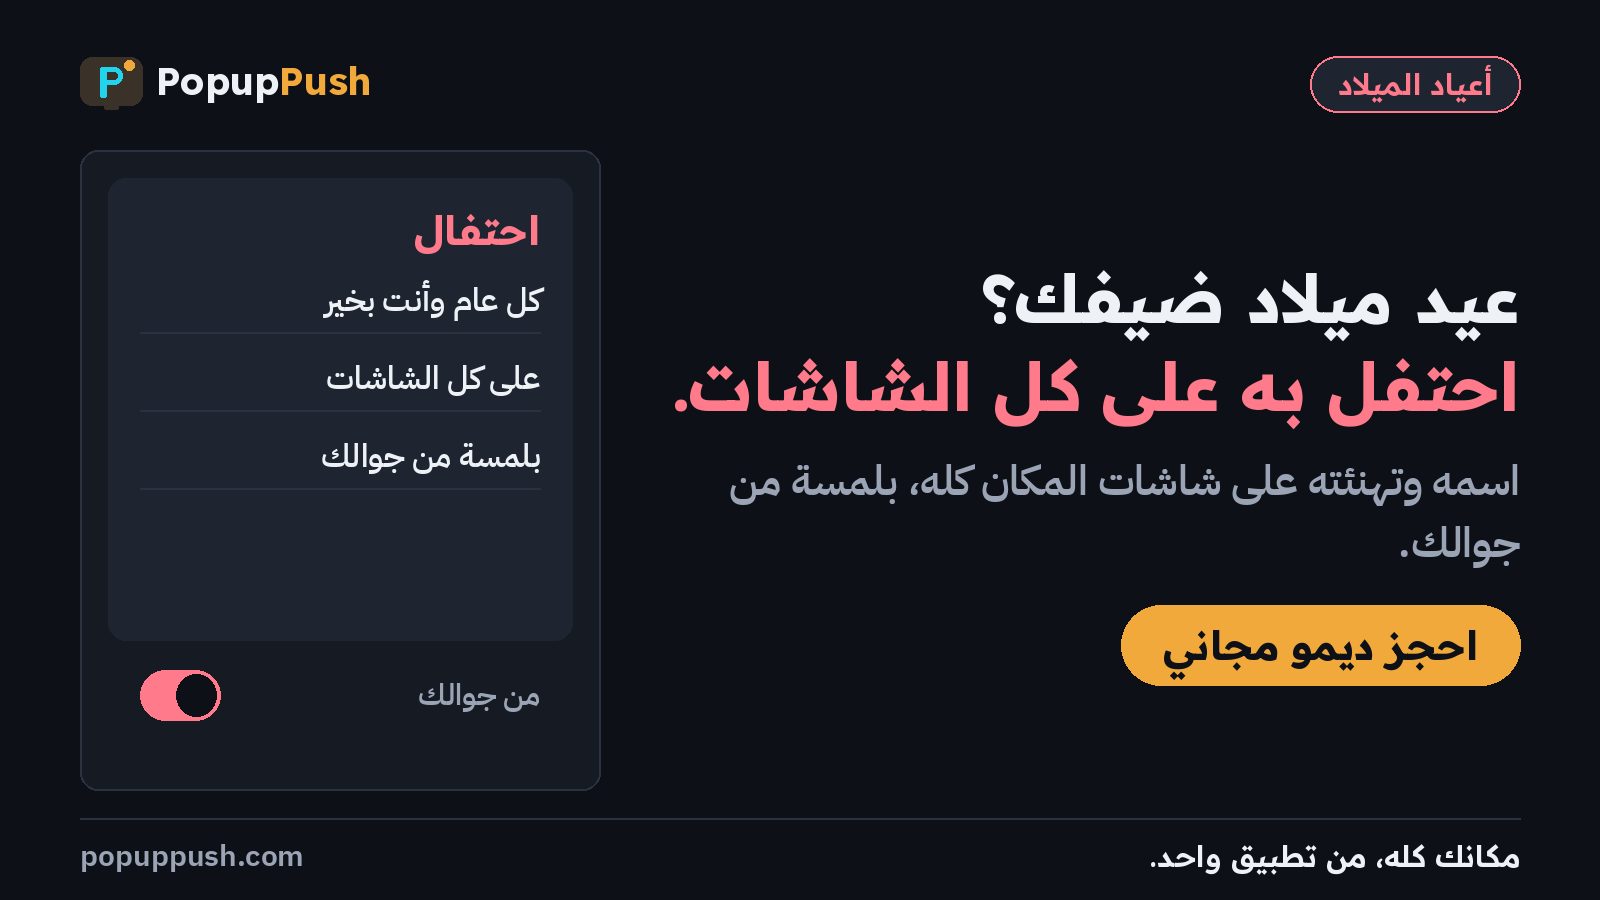 PopupPush
أعياد الميلاد
عيد ميلاد ضيفك؟
احتفل به على كل الشاشات.
اسمه وتهنئته على شاشات المكان كله، بلمسة من
جوالك.
احجز ديمو مجاني
احتفال
كل عام وأنت بخير
على كل الشاشات
بلمسة من جوالك
من جوالك
مكانك كله، من تطبيق واحد.
popuppush.com